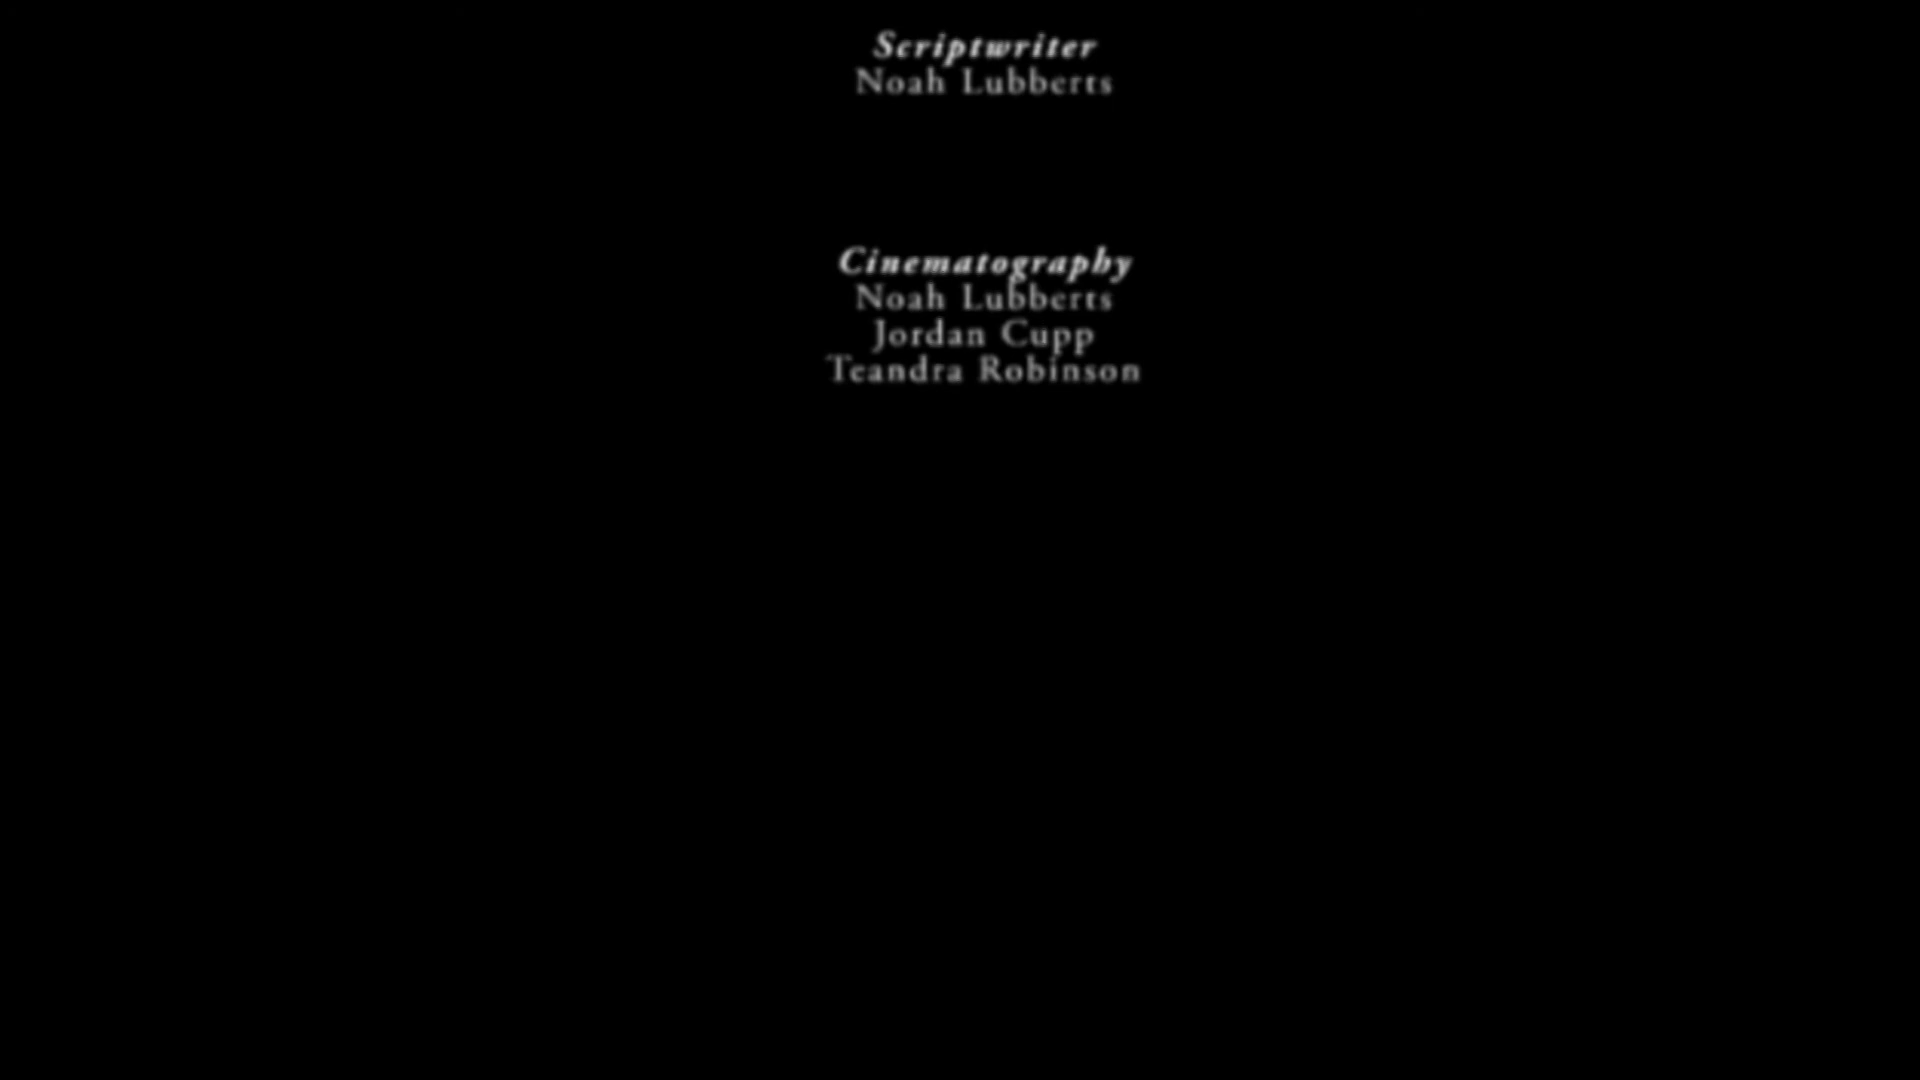 Scriptwriter
Noah Lubberts
Cinematography
Noah Lubberts
Jordan Cupp
Teandra Robinson